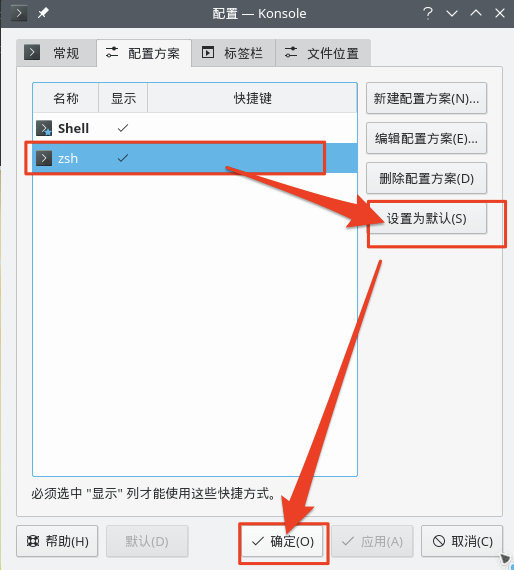 配置 — Konsole
常规 配置方案 标签栏 文件位置
名称 显示 快捷键
新建配置方案(N)...
Shell
编辑配置方案(E)...
zsh
删除配置方案(D)
设置为默认(S)
必须选中 "显示" 列才能使用这些快捷方式。
帮助(H) 默认(D) 确定(O) 应用(A) 取消(C)